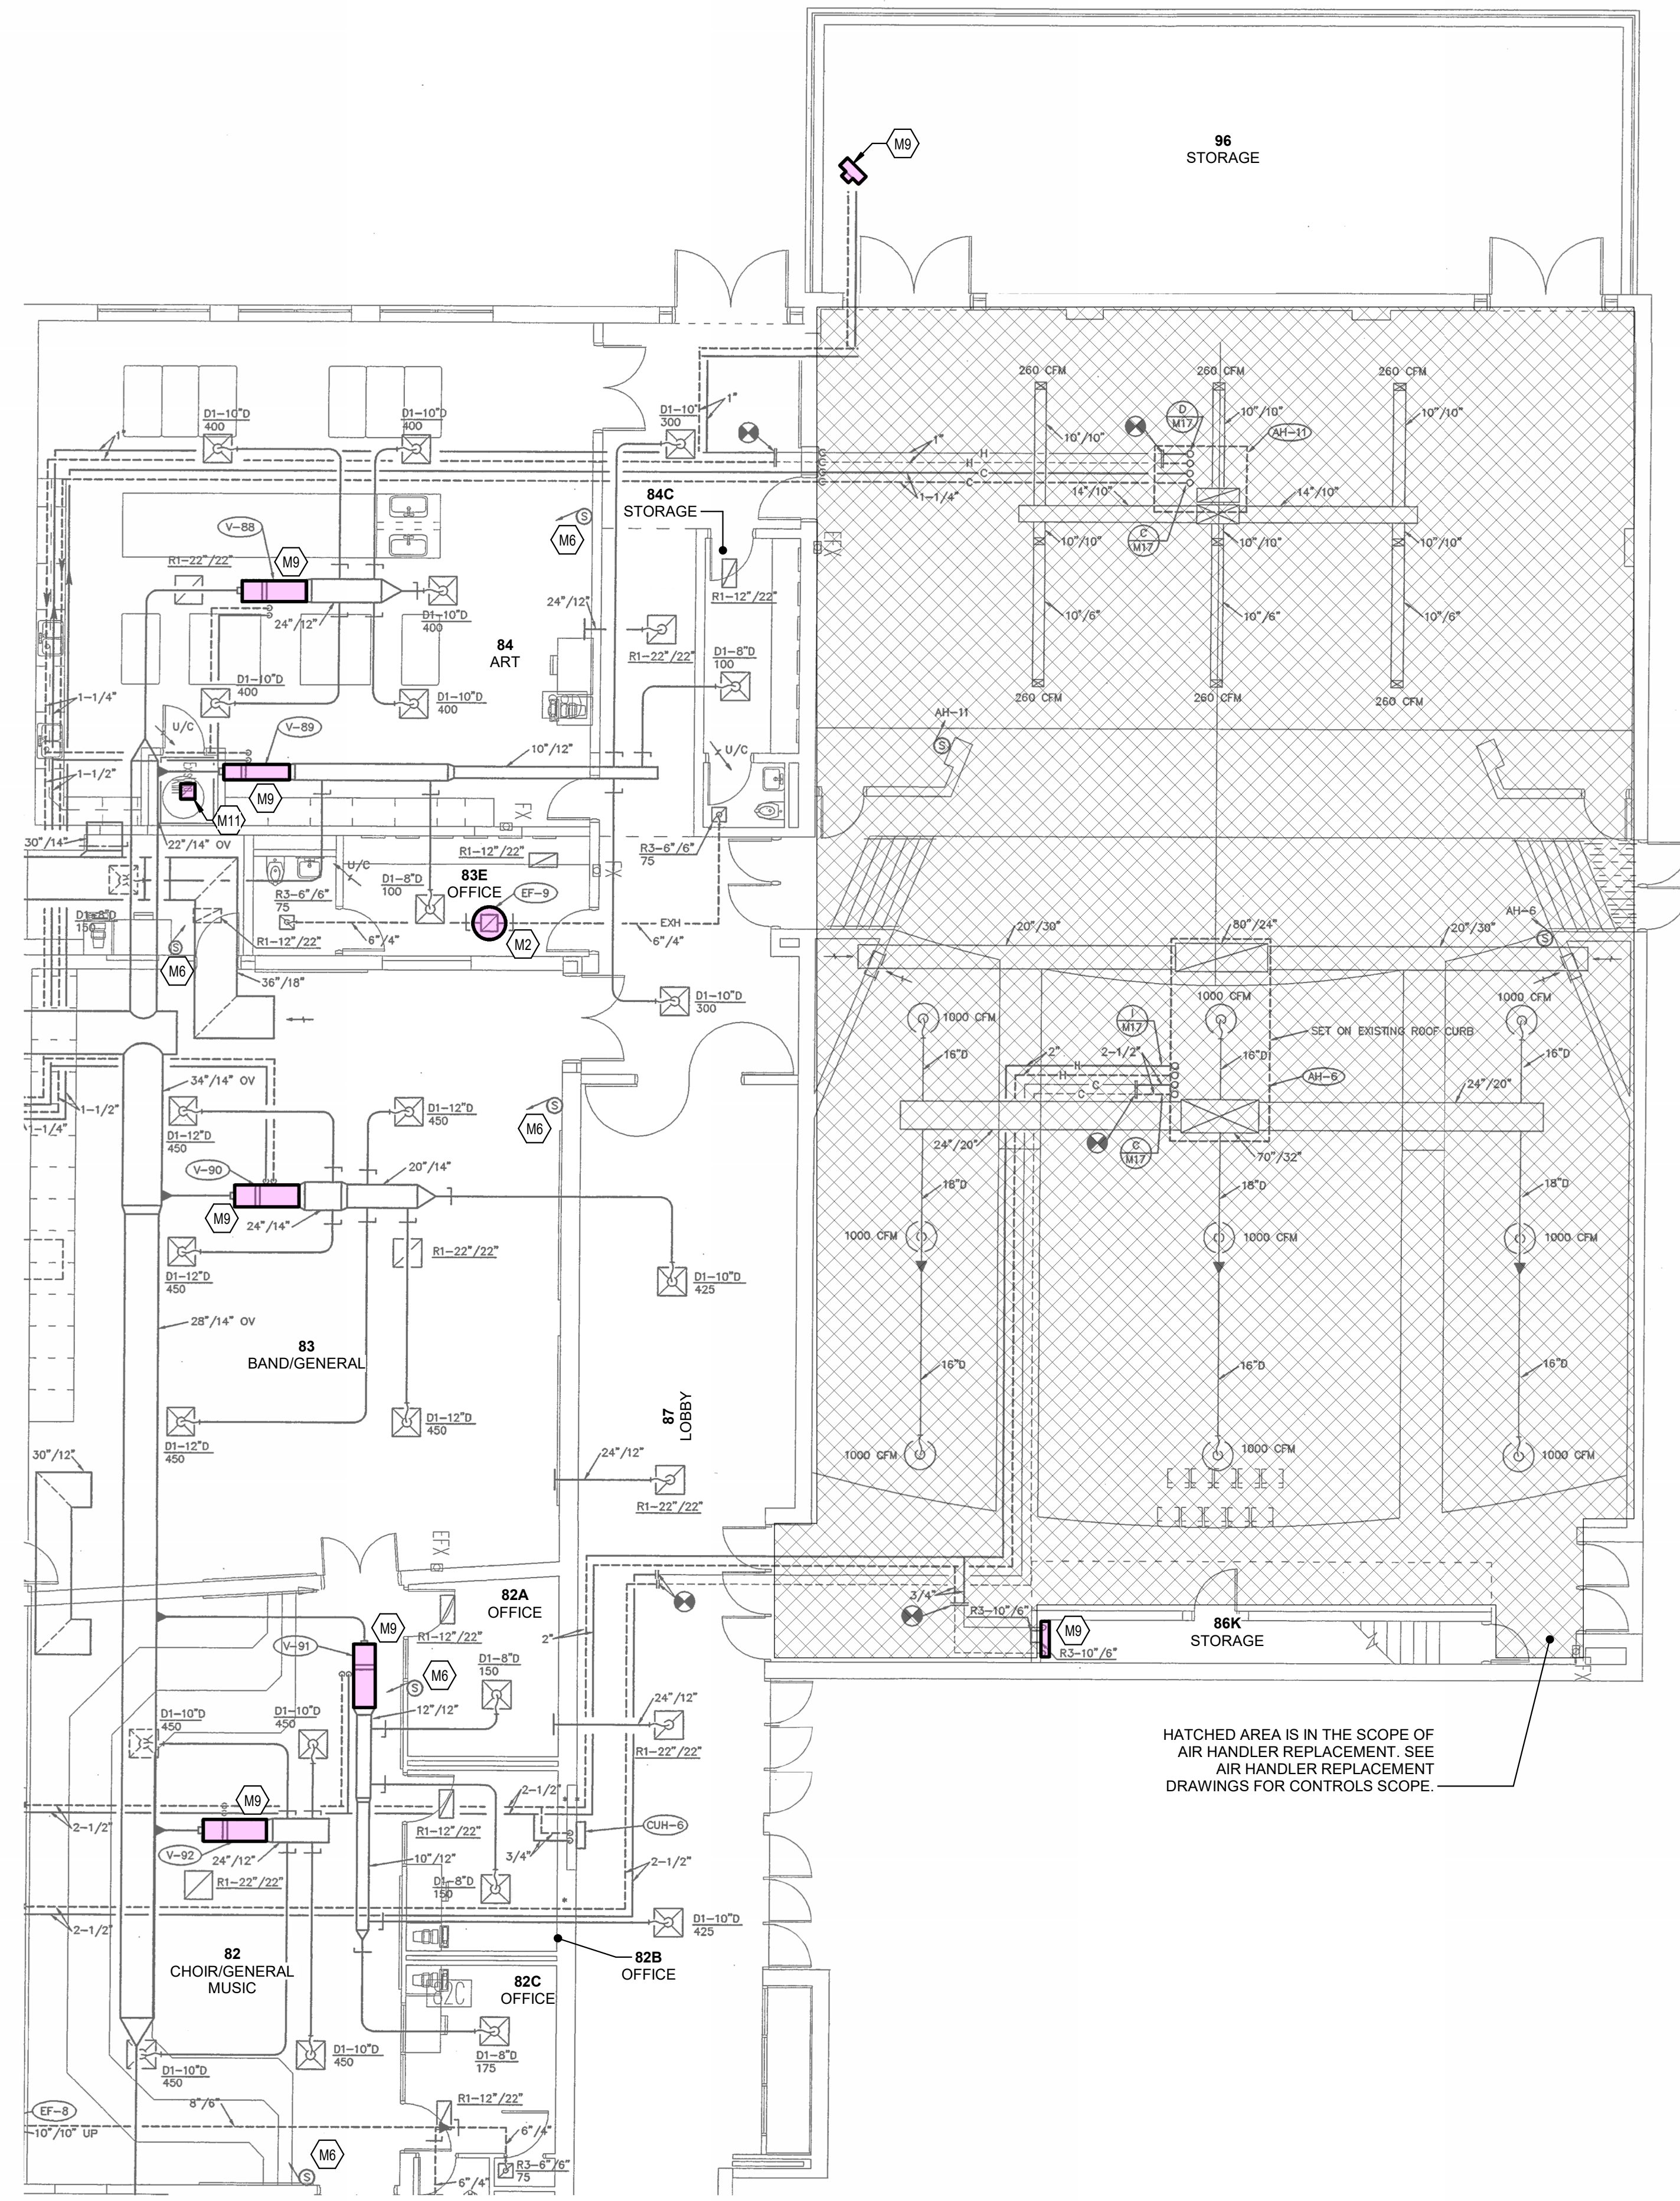 M9
96
STORAGE
260 CFM
260 CFM
260 CFM
D1-10"D
400
D1-10"D
400
D1-10"
300
1"
1"
D
M17
10"/10"
10"/10"
AH-11
10"/10"
1"
H
H
C
C
1-1/4"
14"/10"
14"/10"
84C
STORAGE
V-88
S
M6
M9
R1-22"/22"
EFX
C
M17
10"/10"
10"/10"
10"/10"
R1-12"/22"
24"/12"
24"/12"
D1-10"D
400
10"/6"
10"/6"
10"/6"
84
ART
R1-22"/22"
D1-8"D
100
D1-10"D
400
D1-10"D
400
1-1/4"
260 CFM
260 CFM
260 CFM
U/C
V-89
AH-11
S
10"/12"
U/C
1-1/2"
M9
M11
EX
30"/14"
22"/14" OV
R1-12"/22"
R3-6"/6"
75
U/C
83E
OFFICE
D1-8"D
100
EF-9
R3-6"/6"
75
D1-8"D
150
EXH
6"/4"
6"/4"
R1-12"/22"
M2
S
M6
20"/30"
80"/24"
20"/30"
AH-6
S
36"/18"
D1-10"D
300
1000 CFM
1000 CFM
1000 CFM
I
M17
SET ON EXISTING ROOF CURB
2"
2-1/2"
16"D
16"D
16"D
H
H
C
C
AH-6
24"/20"
34"/14" OV
1-1/2"
1-1/4"
D1-12"D
450
D1-12"D
450
S
M6
24"/20"
C
M17
70"/32"
V-90
20"/14"
18"D
18"D
18"D
M9
24"/14"
1000 CFM
1000 CFM
1000 CFM
R1-22"/22"
D1-12"D
450
D1-10"D
425
28"/14" OV
83
BAND/GENERAL
16"D
16"D
16"D
87
LOBBY
D1-12"D
450
D1-12"D
450
30"/12"
24"/12"
1000 CFM
1000 CFM
1000 CFM
R1-22"/22"
EFX
82A
OFFICE
3/4"
R3-10"/6"
M9
86K
STORAGE
R3-10"/6"
M9
R1-12"/22"
2"
V-91
D1-8"D
150
M6
S
24"/12"
12"/12"
D1-10"D
450
D1-10"D
450
R1-22"/22"
HATCHED AREA IS IN THE SCOPE OF
AIR HANDLER REPLACEMENT. SEE
AIR HANDLER REPLACEMENT
DRAWINGS FOR CONTROLS SCOPE.
M9
2-1/2"
2-1/2"
CUH-6
R1-12"/22"
V-92
24"/12"
10"/12"
3/4"
2-1/2"
R1-22"/22"
D1-8"D
150
2-1/2"
D1-10"D
425
82
CHOIR/GENERAL
MUSIC
82B
OFFICE
82C
OFFICE
82C
D1-8"D
175
D1-10"D
450
D1-10"D
450
EF-8
8"/6"
R1-12"/22"
10"/10" UP
6"/4"
M6
S
R3-6"/6"
75
6"/4"